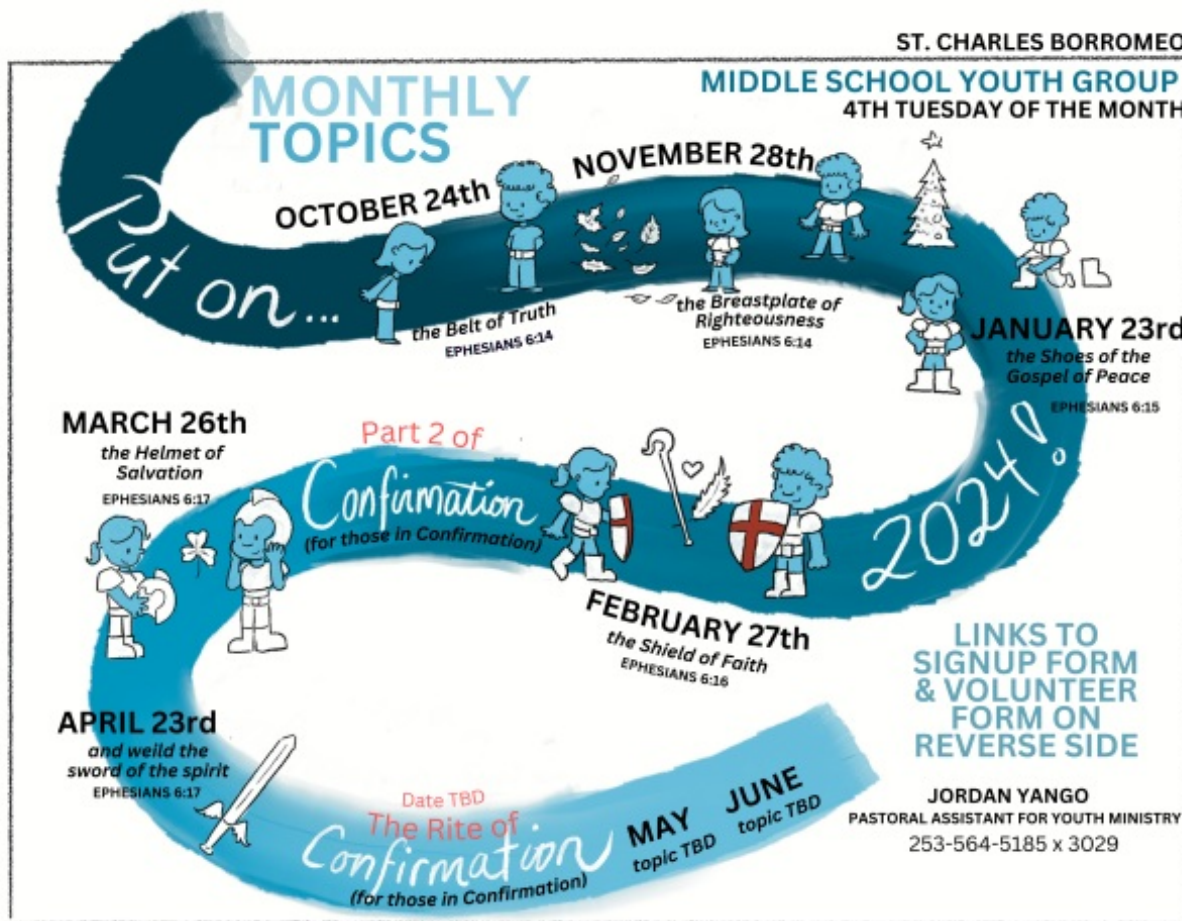 ST. CHARLES BORROMEO
MONTHLY
TOPICS
MIDDLE SCHOOL YOUTH GROUP
4TH TUESDAY OF THE MONTH
Put on...
OCTOBER 24th
the Belt of Truth
EPHESIANS 6:14
NOVEMBER 28th
the Breastplate of
Righteousness
EPHESIANS 6:14
JANUARY 23rd
the Shoes of the
Gospel of Peace
EPHESIANS 6:15
2024!
FEBRUARY 27th
the Shield of Faith
EPHESIANS 6:16
Part 2 of
Confirmation
(for those in Confirmation)
MARCH 26th
the Helmet of
Salvation
EPHESIANS 6:17
APRIL 23rd
and weild the
sword of the spirit
EPHESIANS 6:17
Date TBD
The Rite of
Confirmation
(for those in Confirmation)
MAY
topic TBD
JUNE
topic TBD
LINKS TO
SIGNUP FORM
& VOLUNTEER
FORM ON
REVERSE SIDE
JORDAN YANGO
PASTORAL ASSISTANT FOR YOUTH MINISTRY
253-564-5185 x 3029